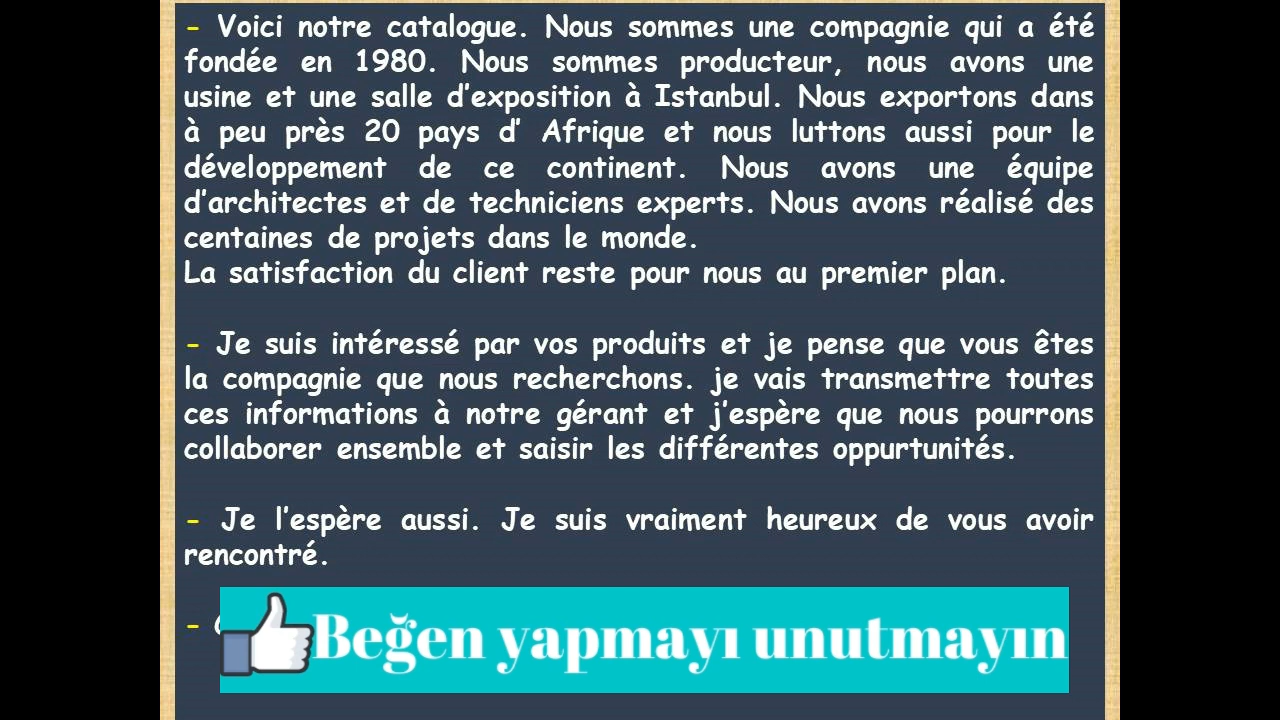 - Voici notre catalogue. Nous sommes une compagnie qui a été
fondée en 1980. Nous sommes producteur, nous avons une
usine et une salle d'exposition à Istanbul. Nous exportons dans
à peu près 20 pays d' Afrique et nous luttons aussi pour le
développement de ce continent. Nous avons une équipe
d'architectes et de techniciens experts. Nous avons réalisé des
centaines de projets dans le monde.
La satisfaction du client reste pour nous au premier plan.
- Je suis intéressé par vos produits et je pense que vous êtes
la compagnie que nous recherchons. je vais transmettre toutes
ces informations à notre gérant et j'espère que nous pourrons
collaborer ensemble et saisir les différentes oppurtunités.
- Je l'espère aussi. Je suis vraiment heureux de vous avoir
rencontré.
-
Beğen yapmayı unutmayın